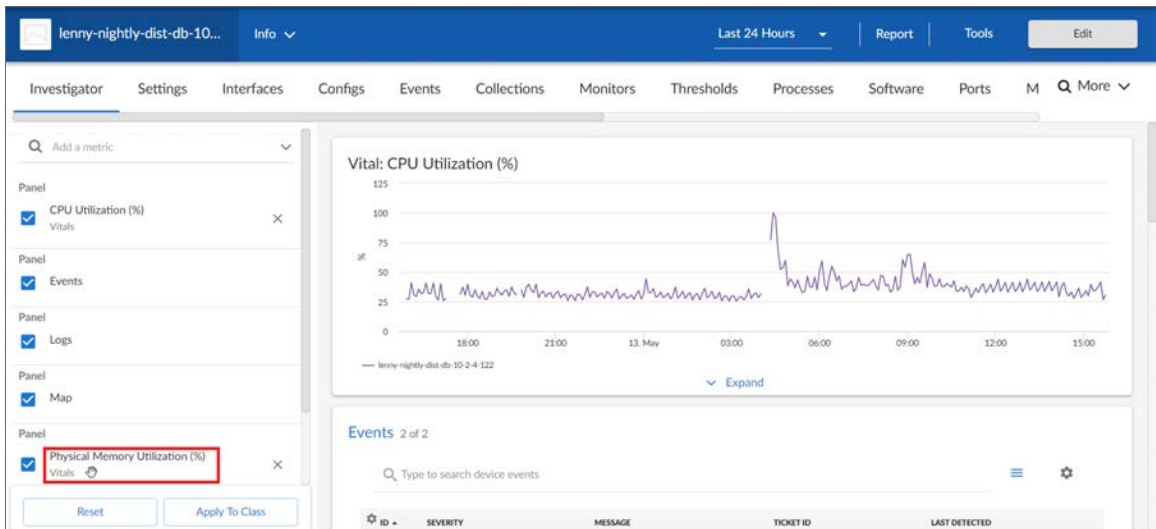 lenny-nightly-dist-db-10... Info Last 24 Hours Report Tools Edit
Investigator Settings Interfaces Configs Events Collections Monitors Thresholds Processes Software Ports M More
Add a metric
Panel
CPU Utilization (%)
Vitals
Panel
Events
Panel
Logs
Panel
Map
Panel
Physical Memory Utilization (%)
Vitals
Reset Apply To Class
Vital: CPU Utilization (%)
125
100
75
50
25
0
%
18:00 21:00 13. May 03:00 06:00 09:00 12:00 15:00
lenny-nightly-dist-db-10-2-4-122
Expand
Events 2 of 2
Type to search device events
ID SEVERITY MESSAGE TICKET ID LAST DETECTED